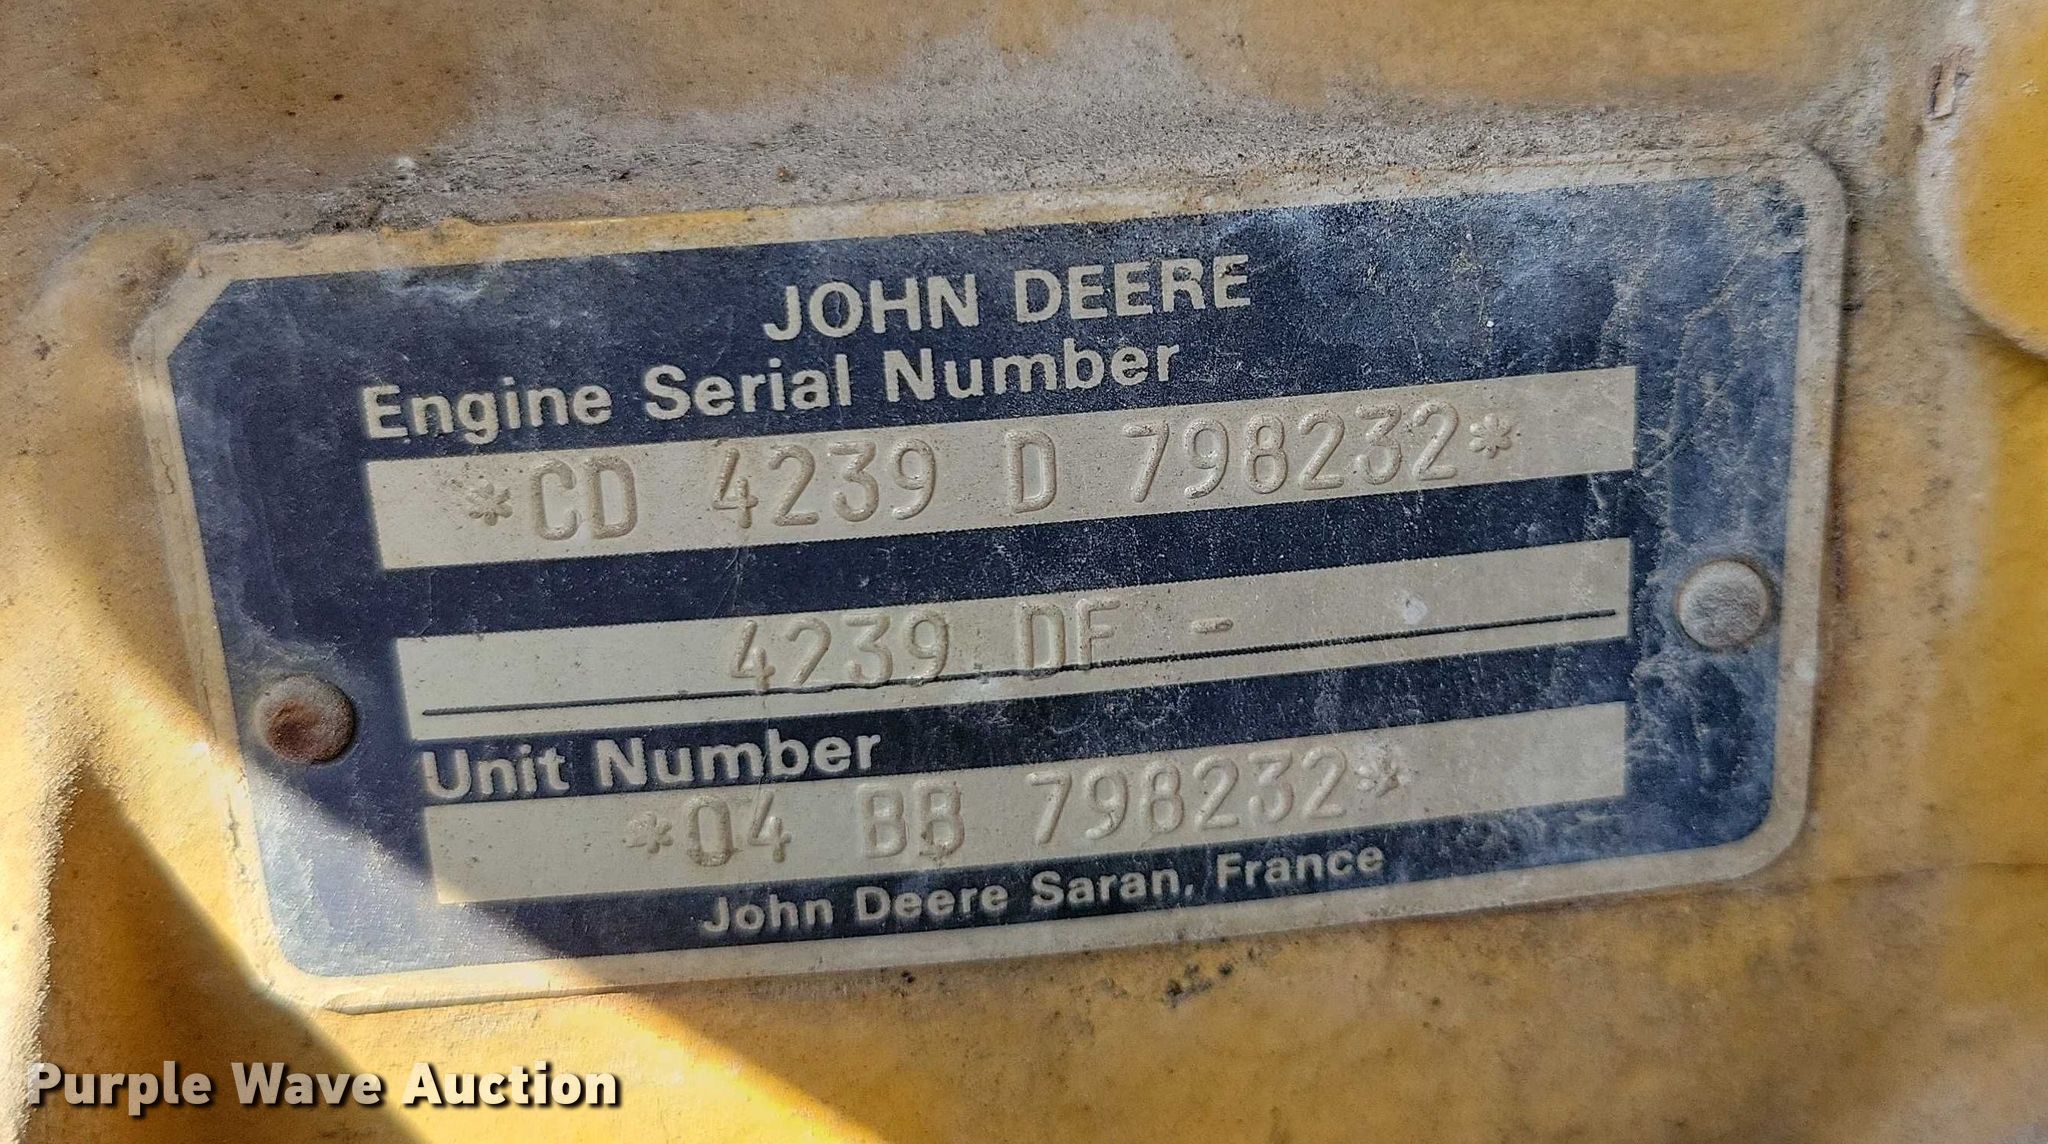 JOHN DEERE
Engine Serial Number
*CD 4239 D 798232*
4239 DF -
Unit Number
*04 BB 798232*
John Deere Saran, France
Purple Wave Auction